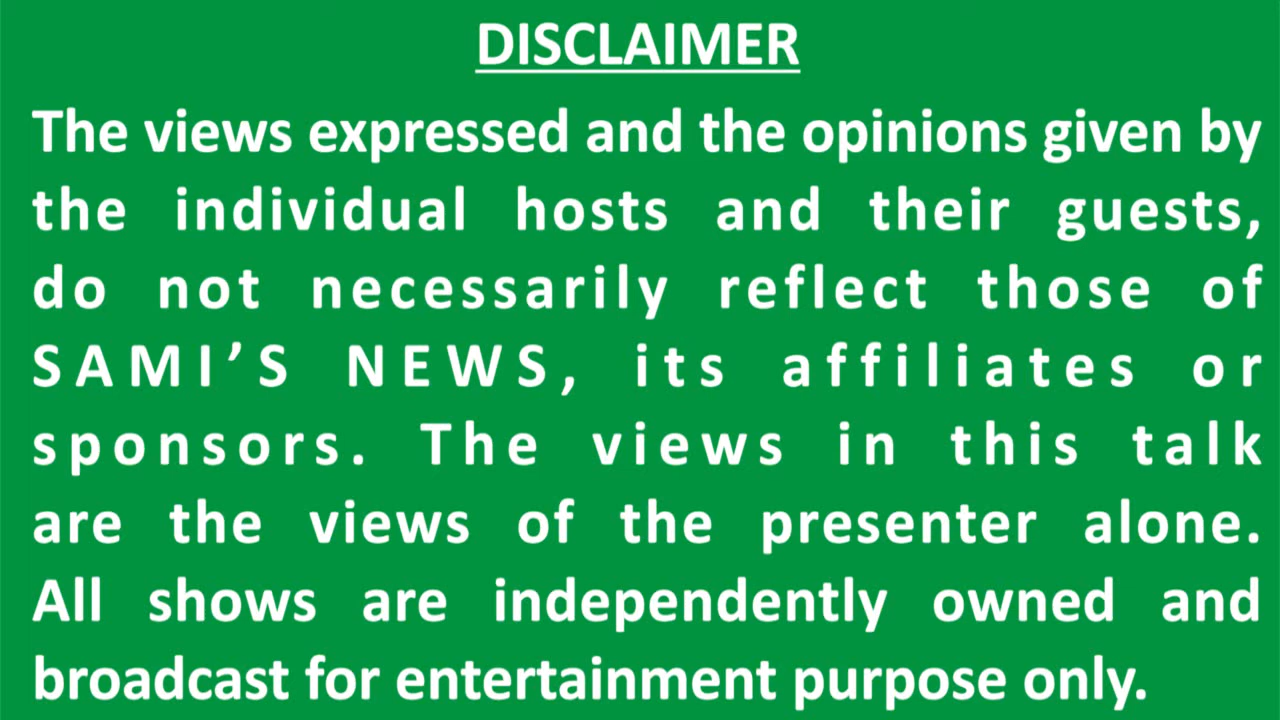 DISCLAIMER
The views expressed and the opinions given by
the individual hosts and their guests,
do not necessarily reflect those of
SAMI’S NEWS, its affiliates or
sponsors. The views in this talk
are the views of the presenter alone.
All shows are independently owned and
broadcast for entertainment purpose only.